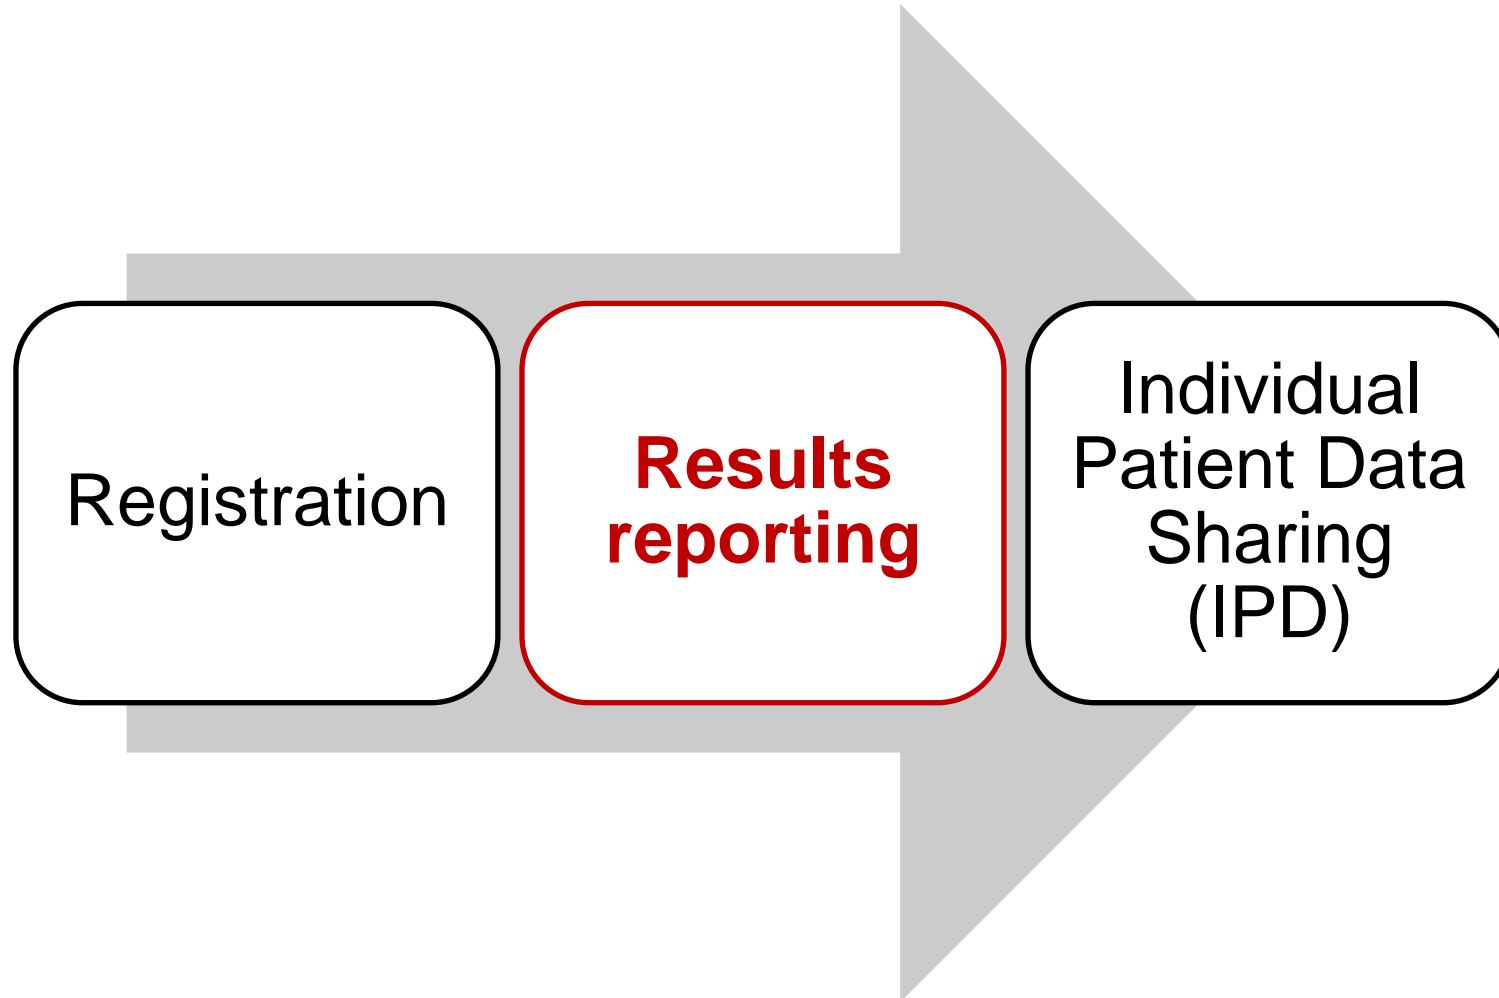 Registration
Results
reporting
Individual
Patient Data
Sharing
(IPD)